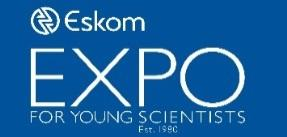 Eskom
EXPO
FOR YOUNG SCIENTISTS
Est. 1980